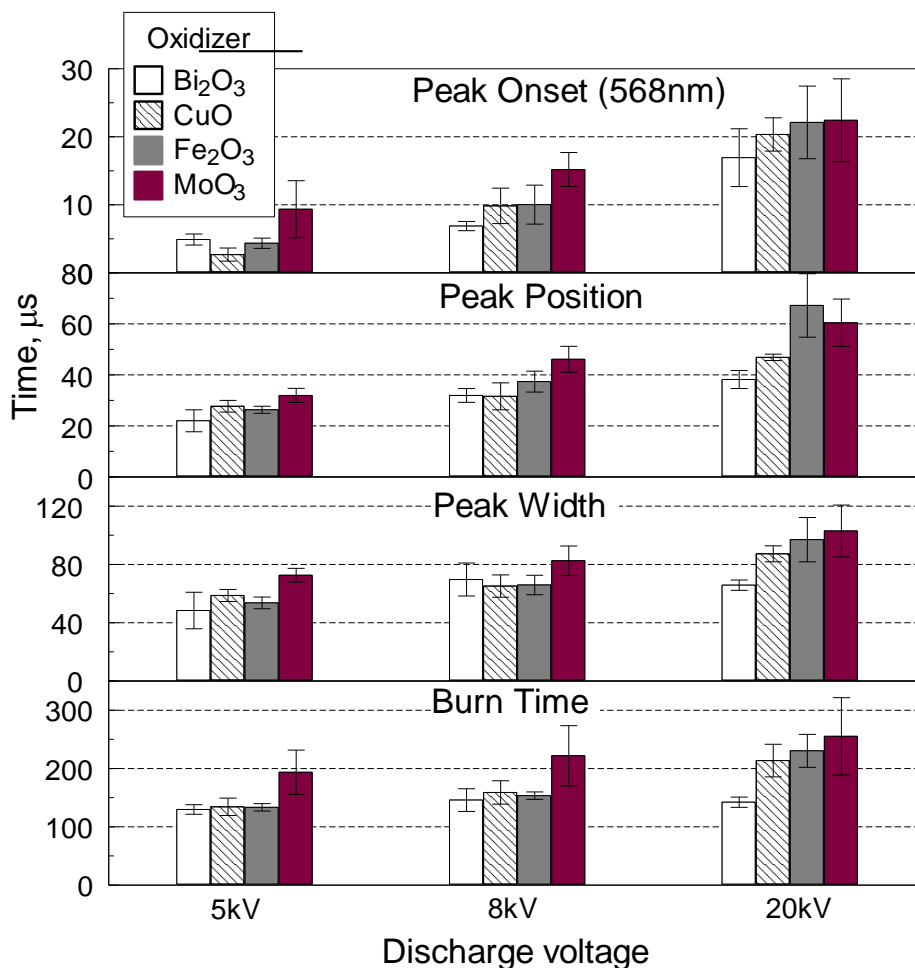 Oxidizer
Bi₂O₃
CuO
Fe₂O₃
MoO₃
Peak Onset (568nm)
30
20
10
80
Peak Position
60
40
20
0
Peak Width
120
80
40
0
Burn Time
300
200
100
0
Time, μs
5kV
8kV
20kV
Discharge voltage